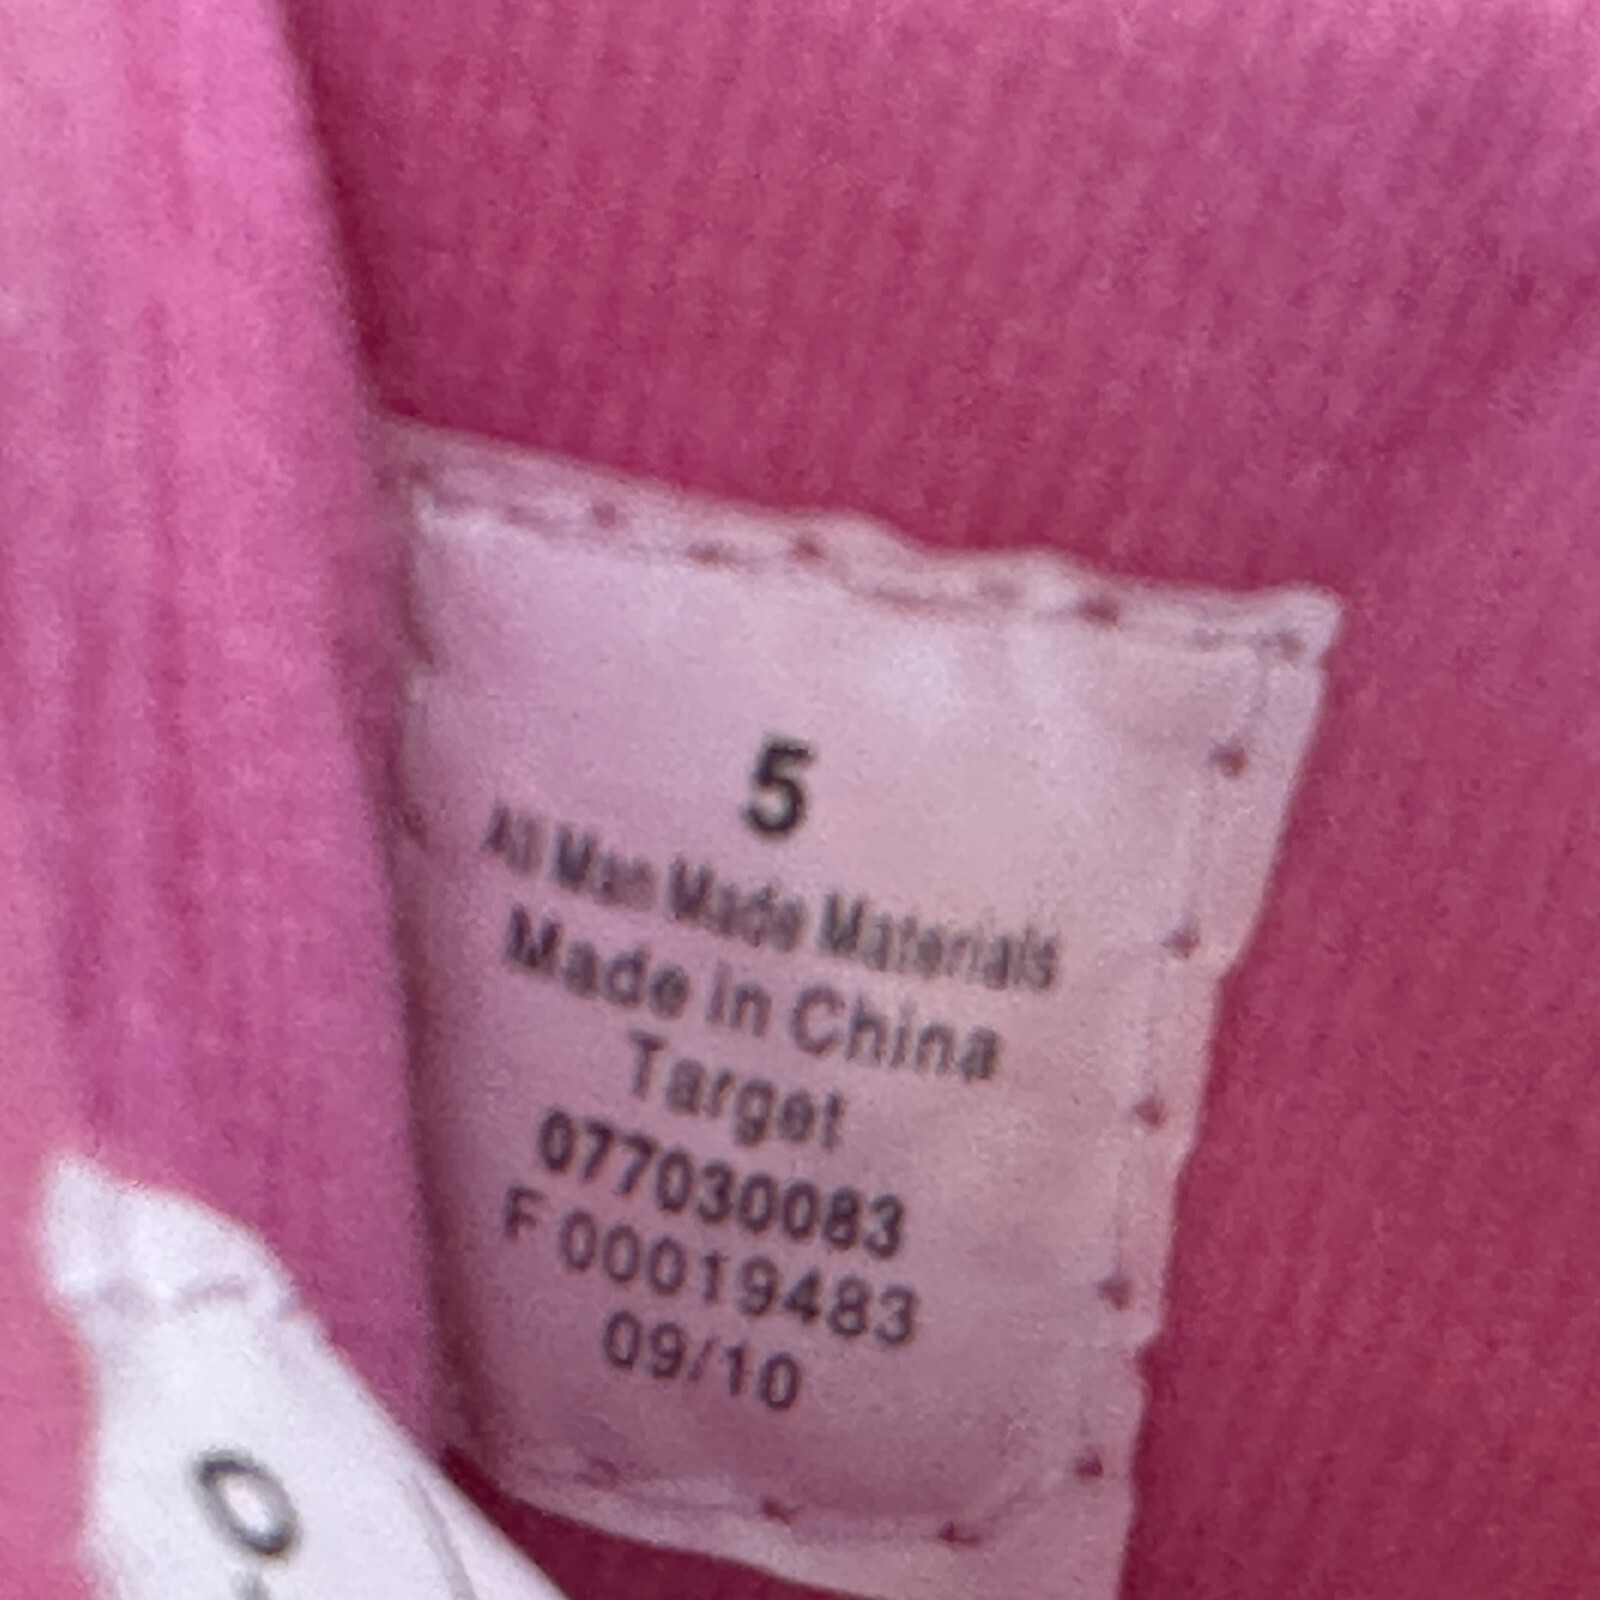 5
All Man Made Materials
Made in China
Target
077030083
F 00019483
09/10